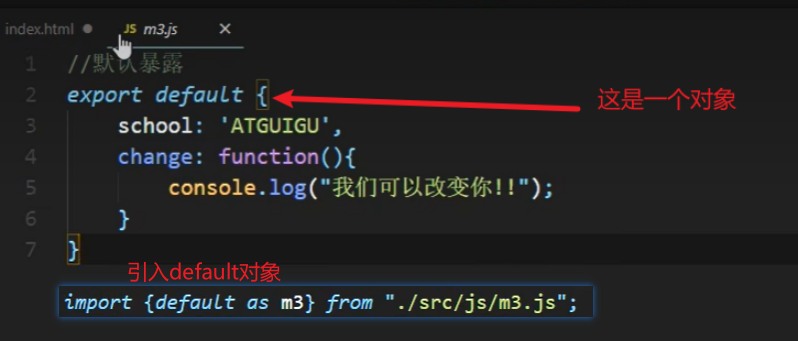 index.html ● JS m3.js ×
1 //默认暴露
2 export default {
这是一个对象
3 school: 'ATGUIGU',
4 change: function(){
5 console.log("我们可以改变你!!");
6 }
7 }
引入default对象
import {default as m3} from "./src/js/m3.js";